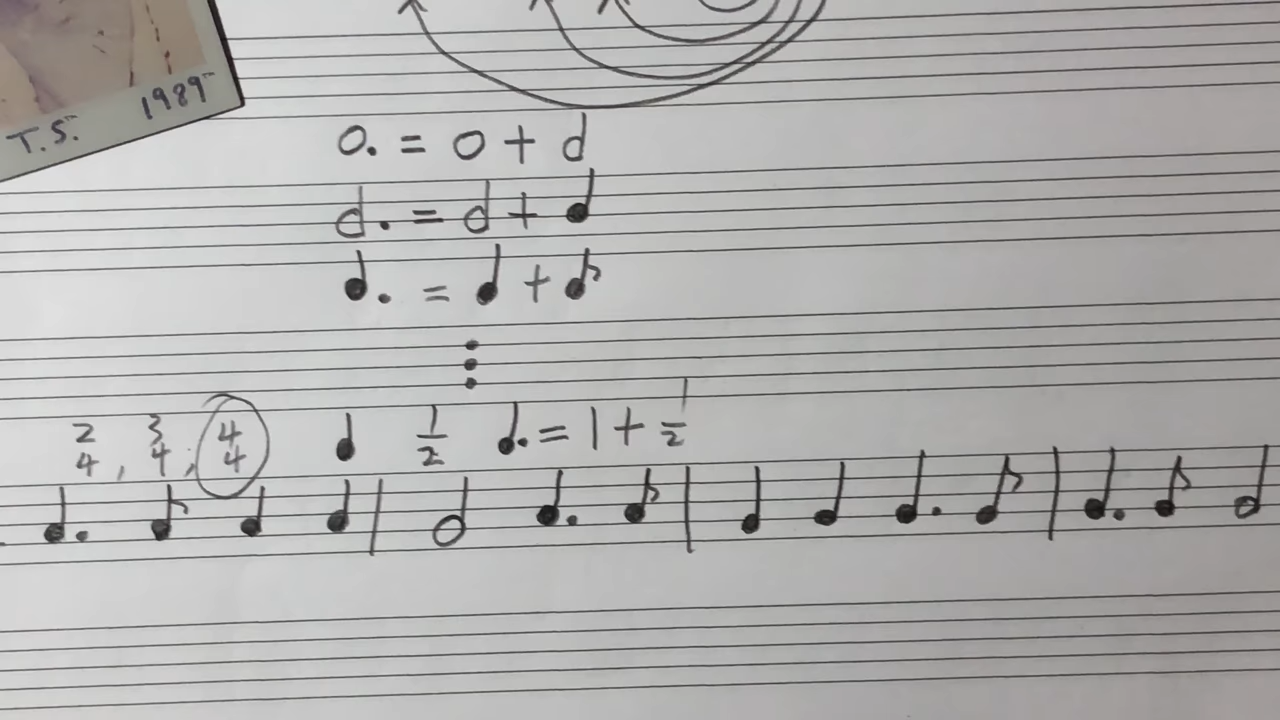 T.S. 1989
𝅝. = 𝅝 + 𝅗𝅥
𝅗𝅥. = 𝅗𝅥 + ♩
♩. = ♩ + ♪
⋮
2/4, 3/4, 4/4 ♩ 1/2 ♩. = 1 + 1/2
♩. ♪ ♩ ♩ | 𝅗𝅥 ♩. ♪ | ♩ ♩ ♩. ♪ | ♩. ♪ 𝅗𝅥